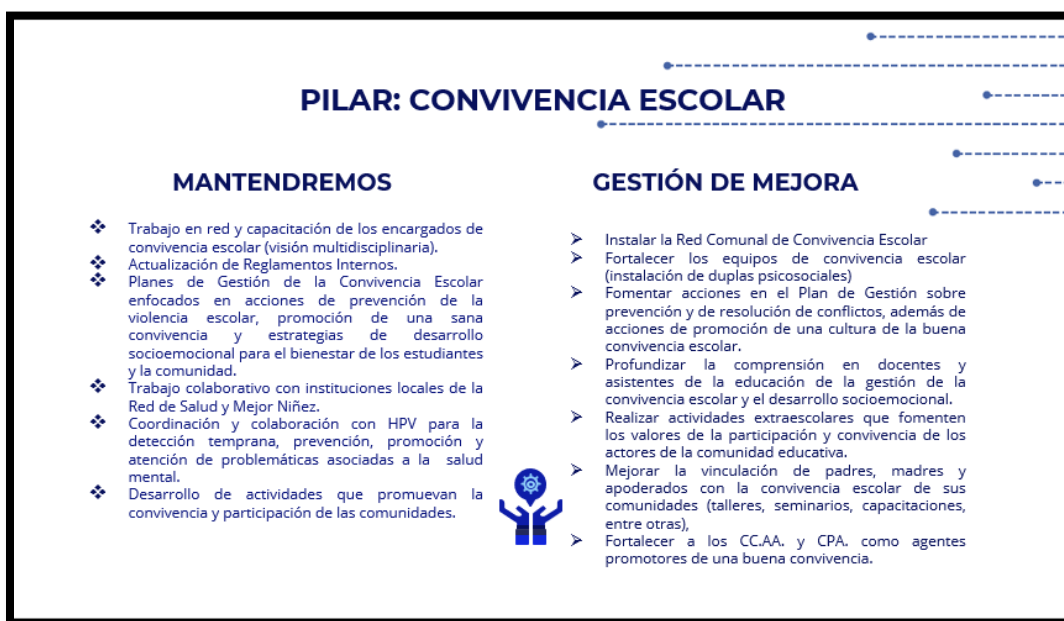 PILAR: CONVIVENCIA ESCOLAR
MANTENDREMOS
❖ Trabajo en red y capacitación de los encargados de
convivencia escolar (visión multidisciplinaria).
❖ Actualización de Reglamentos Internos.
❖ Planes de Gestión de la Convivencia Escolar
enfocados en acciones de prevención de la
violencia escolar, promoción de una sana
convivencia y estrategias de desarrollo
socioemocional para el bienestar de los estudiantes
y la comunidad.
❖ Trabajo colaborativo con instituciones locales de la
Red de Salud y Mejor Niñez.
❖ Coordinación y colaboración con HPV para la
detección temprana, prevención, promoción y
atención de problemáticas asociadas a la salud
mental.
❖ Desarrollo de actividades que promuevan la
convivencia y participación de las comunidades.
GESTIÓN DE MEJORA
➢ Instalar la Red Comunal de Convivencia Escolar
➢ Fortalecer los equipos de convivencia escolar
(instalación de duplas psicosociales)
➢ Fomentar acciones en el Plan de Gestión sobre
prevención y de resolución de conflictos, además de
acciones de promoción de una cultura de la buena
convivencia escolar.
➢ Profundizar la comprensión en docentes y
asistentes de la educación de la gestión de la
convivencia escolar y el desarrollo socioemocional.
➢ Realizar actividades extraescolares que fomenten
los valores de la participación y convivencia de los
actores de la comunidad educativa.
➢ Mejorar la vinculación de padres, madres y
apoderados con la convivencia escolar de sus
comunidades (talleres, seminarios, capacitaciones,
entre otras),
➢ Fortalecer a los CC.AA. y CPA. como agentes
promotores de una buena convivencia.